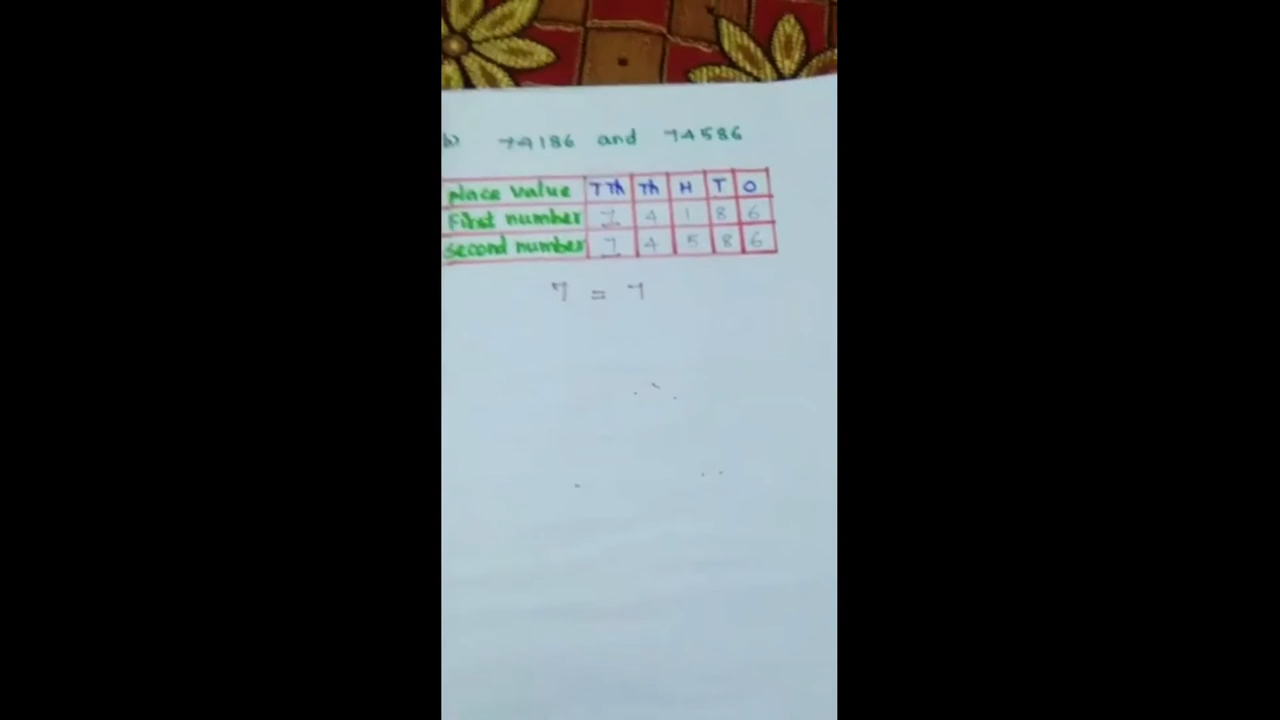 b) 74186 and 74586
Place value TTh Th H T O
First number 7 4 1 8 6
Second number 7 4 5 8 6
7 = 7